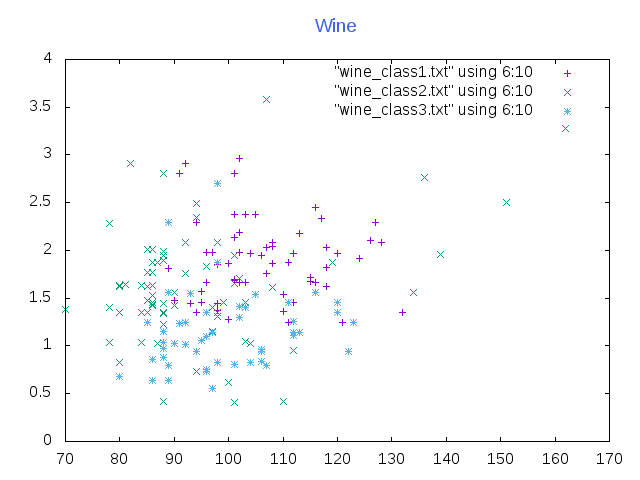 Wine
4
3.5
3
2.5
2
1.5
1
0.5
0
"wine_class1.txt" using 6:10
"wine_class2.txt" using 6:10
"wine_class3.txt" using 6:10
70 80 90 100 110 120 130 140 150 160 170